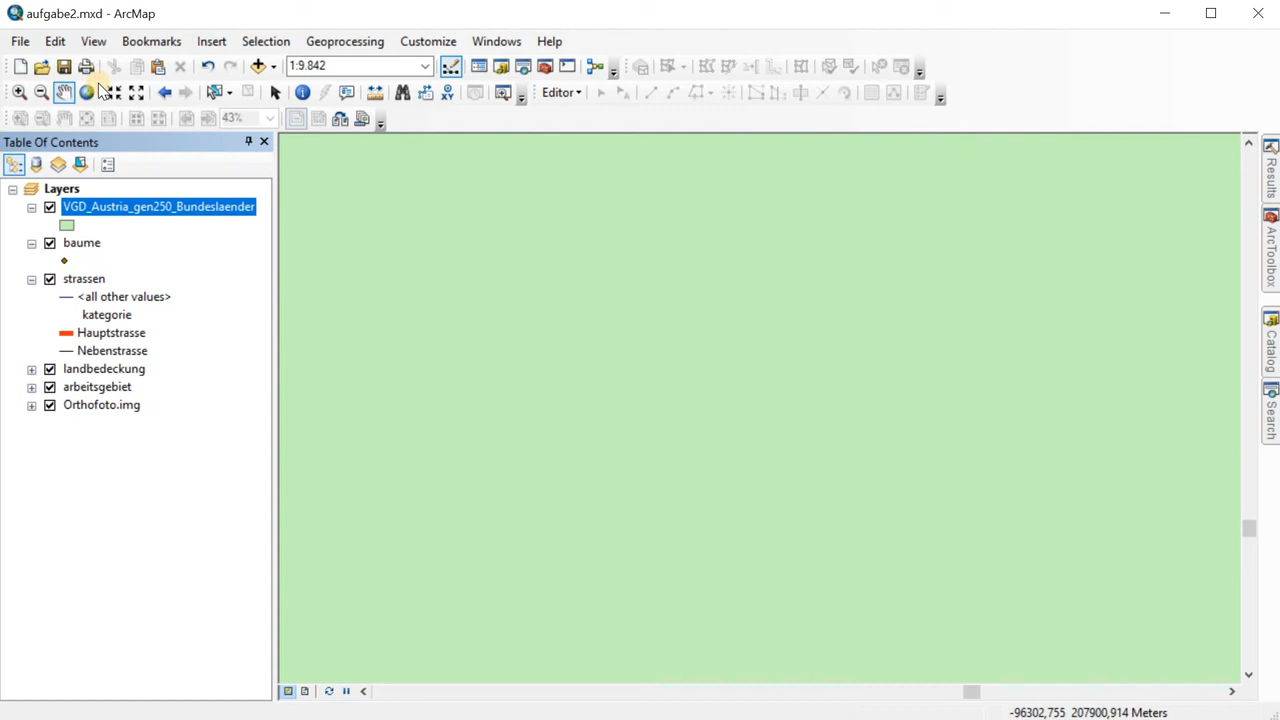 aufgabe2.mxd - ArcMap
File Edit View Bookmarks Insert Selection Geoprocessing Customize Windows Help
1:9.842
Editor
43%
Table Of Contents
Layers
VGD_Austria_gen250_Bundeslaender
baume
strassen
<all other values>
kategorie
Hauptstrasse
Nebenstrasse
landbedeckung
arbeitsgebiet
Orthofoto.img
Results
ArcToolbox
Catalog
Search
-96302,755 207900,914 Meters